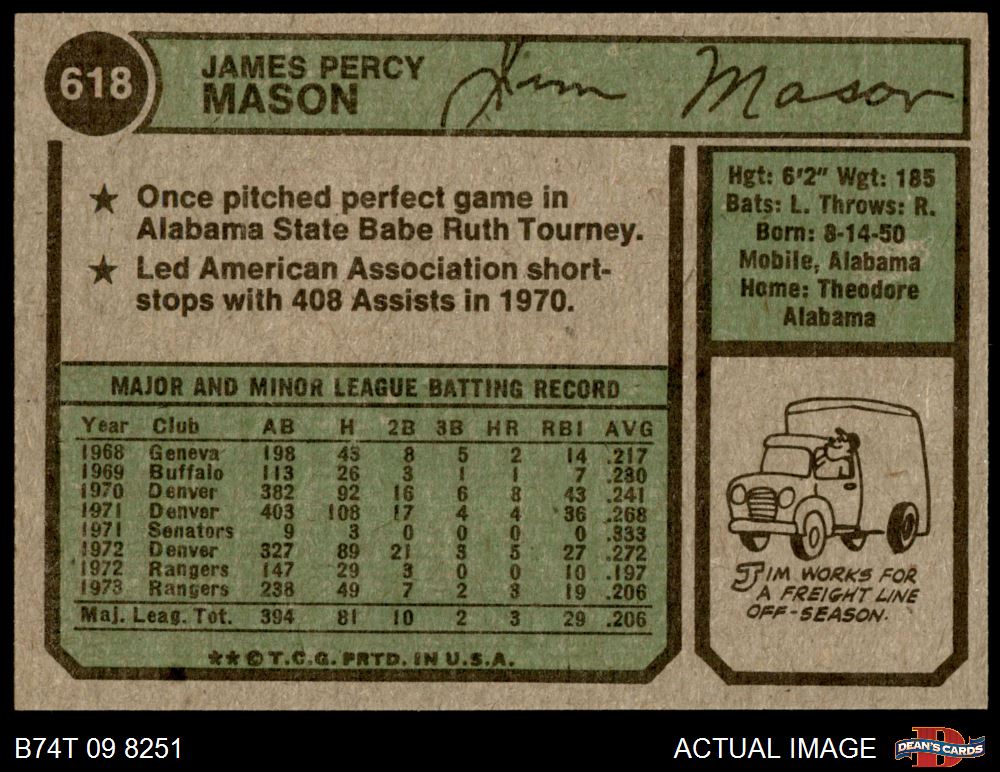 618
JAMES PERCY
MASON
Jim Mason
★ Once pitched perfect game in
Alabama State Babe Ruth Tourney.
★ Led American Association short-
stops with 408 Assists in 1970.
Hgt: 6'2" Wgt: 185
Bats: L. Throws: R.
Born: 8-14-50
Mobile, Alabama
Home: Theodore
Alabama
MAJOR AND MINOR LEAGUE BATTING RECORD
Year Club AB H 2B 3B HR RBI AVG
1968 Geneva 198 43 8 5 2 14 .217
1969 Buffalo 113 26 3 1 1 7 .230
1970 Denver 382 92 16 6 8 43 .241
1971 Denver 403 108 17 4 4 36 .268
1971 Senators 9 3 0 0 0 0 .333
1972 Denver 327 89 21 3 5 27 .272
1972 Rangers 147 29 3 0 0 10 .197
1973 Rangers 238 49 7 2 3 19 .206
Maj. Leag. Tot. 394 81 10 2 3 29 .206
★★ © T.C.G. PRTD. IN U.S.A.
JIM WORKS FOR
A FREIGHT LINE
OFF-SEASON.
B74T 09 8251
ACTUAL IMAGE
D
DEAN'S CARDS